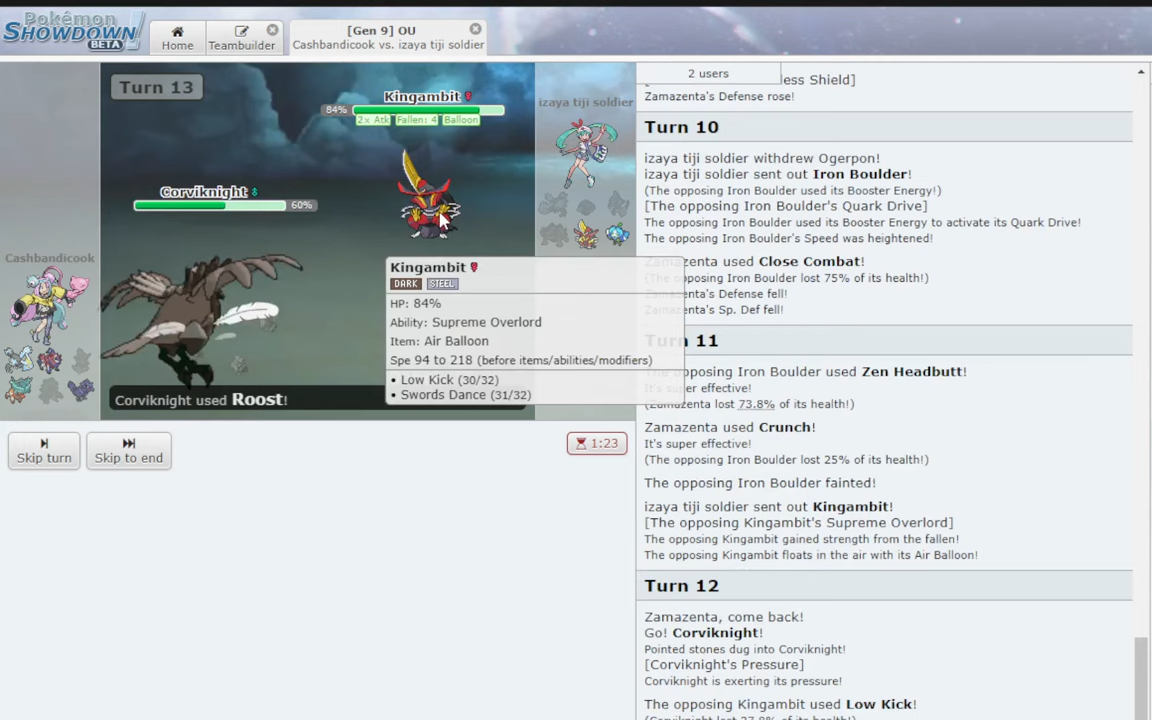 Pokémon
SHOWDOWN
BETA
Home
Teambuilder
[Gen 9] OU
Cashbandicook vs. izaya tiji soldier
2 users
Turn 13
Kingambit
84%
2x Atk Fallen: 4 Balloon
Corviknight
60%
izaya tiji soldier
Cashbandicook
Kingambit
DARK STEEL
HP: 84%
Ability: Supreme Overlord
Item: Air Balloon
Spe 94 to 218 (before items/abilities/modifiers)
• Low Kick (30/32)
• Swords Dance (31/32)
Corviknight used Roost!
Skip turn
Skip to end
1:23
less Shield]
Zamazenta's Defense rose!
Turn 10
izaya tiji soldier withdrew Ogerpon!
izaya tiji soldier sent out Iron Boulder!
(The opposing Iron Boulder used its Booster Energy!)
[The opposing Iron Boulder's Quark Drive]
The opposing Iron Boulder used its Booster Energy to activate its Quark Drive!
The opposing Iron Boulder's Speed was heightened!
used Close Combat!
(The opposing Iron Boulder lost 75% of its health!)
Defense fell!
Sp. Def fell!
11
opposing Iron Boulder used Zen Headbutt!
super effective!
(Zamazenta lost 73.8% of its health!)
Zamazenta used Crunch!
It's super effective!
(The opposing Iron Boulder lost 25% of its health!)
The opposing Iron Boulder fainted!
izaya tiji soldier sent out Kingambit!
[The opposing Kingambit's Supreme Overlord]
The opposing Kingambit gained strength from the fallen!
The opposing Kingambit floats in the air with its Air Balloon!
Turn 12
Zamazenta, come back!
Go! Corviknight!
Pointed stones dug into Corviknight!
[Corviknight's Pressure]
Corviknight is exerting its pressure!
The opposing Kingambit used Low Kick!
(Corviknight lost 27.8% of its health!)